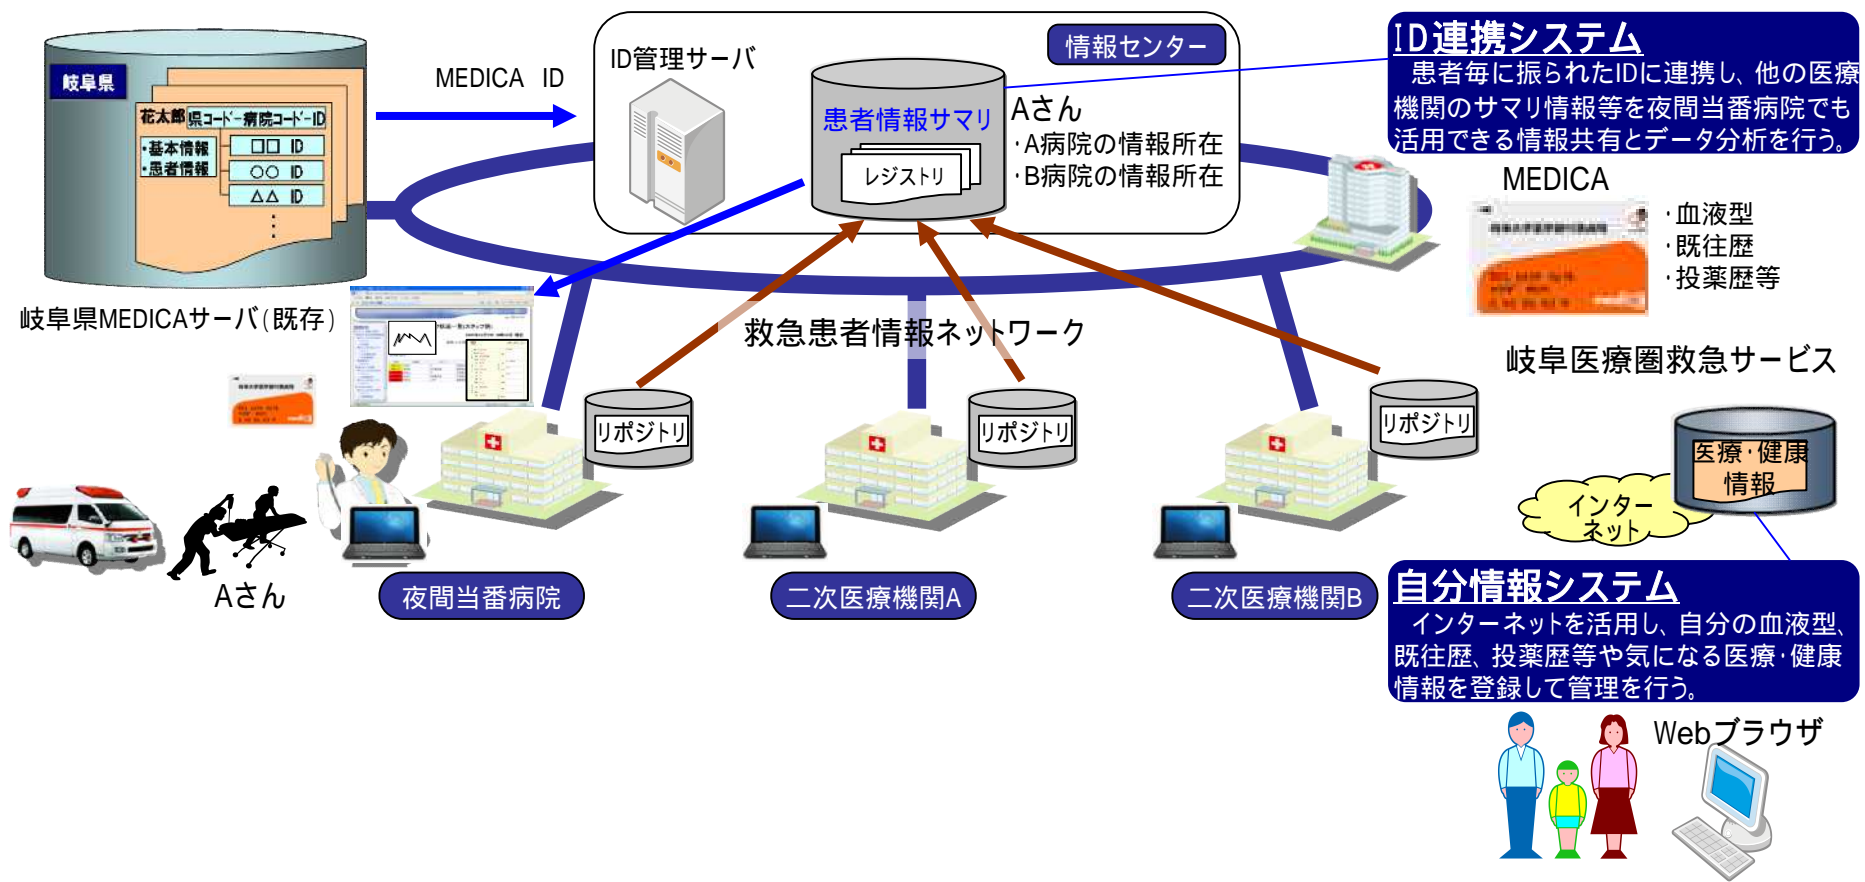 岐阜県
花太郎
県コード-病院コード-ID
・基本情報
・患者情報
□□ ID
○○ ID
△△ ID
岐阜県MEDICAサーバ(既存)
MEDICA ID
情報センター
ID管理サーバ
患者情報サマリ
レジストリ
Aさん
・A病院の情報所在
・B病院の情報所在
ID連携システム
患者毎に振られたIDに連携し、他の医療
機関のサマリ情報等を夜間当番病院でも
活用できる情報共有とデータ分析を行う。
MEDICA
・血液型
・既往歴
・投薬歴等
救急患者情報ネットワーク
岐阜医療圏救急サービス
リポジトリ
リポジトリ
リポジトリ
Aさん
夜間当番病院
二次医療機関A
二次医療機関B
医療・健康
情報
インター
ネット
自分情報システム
インターネットを活用し、自分の血液型、
既往歴、投薬歴等や気になる医療・健康
情報を登録して管理を行う。
Webブラウザ